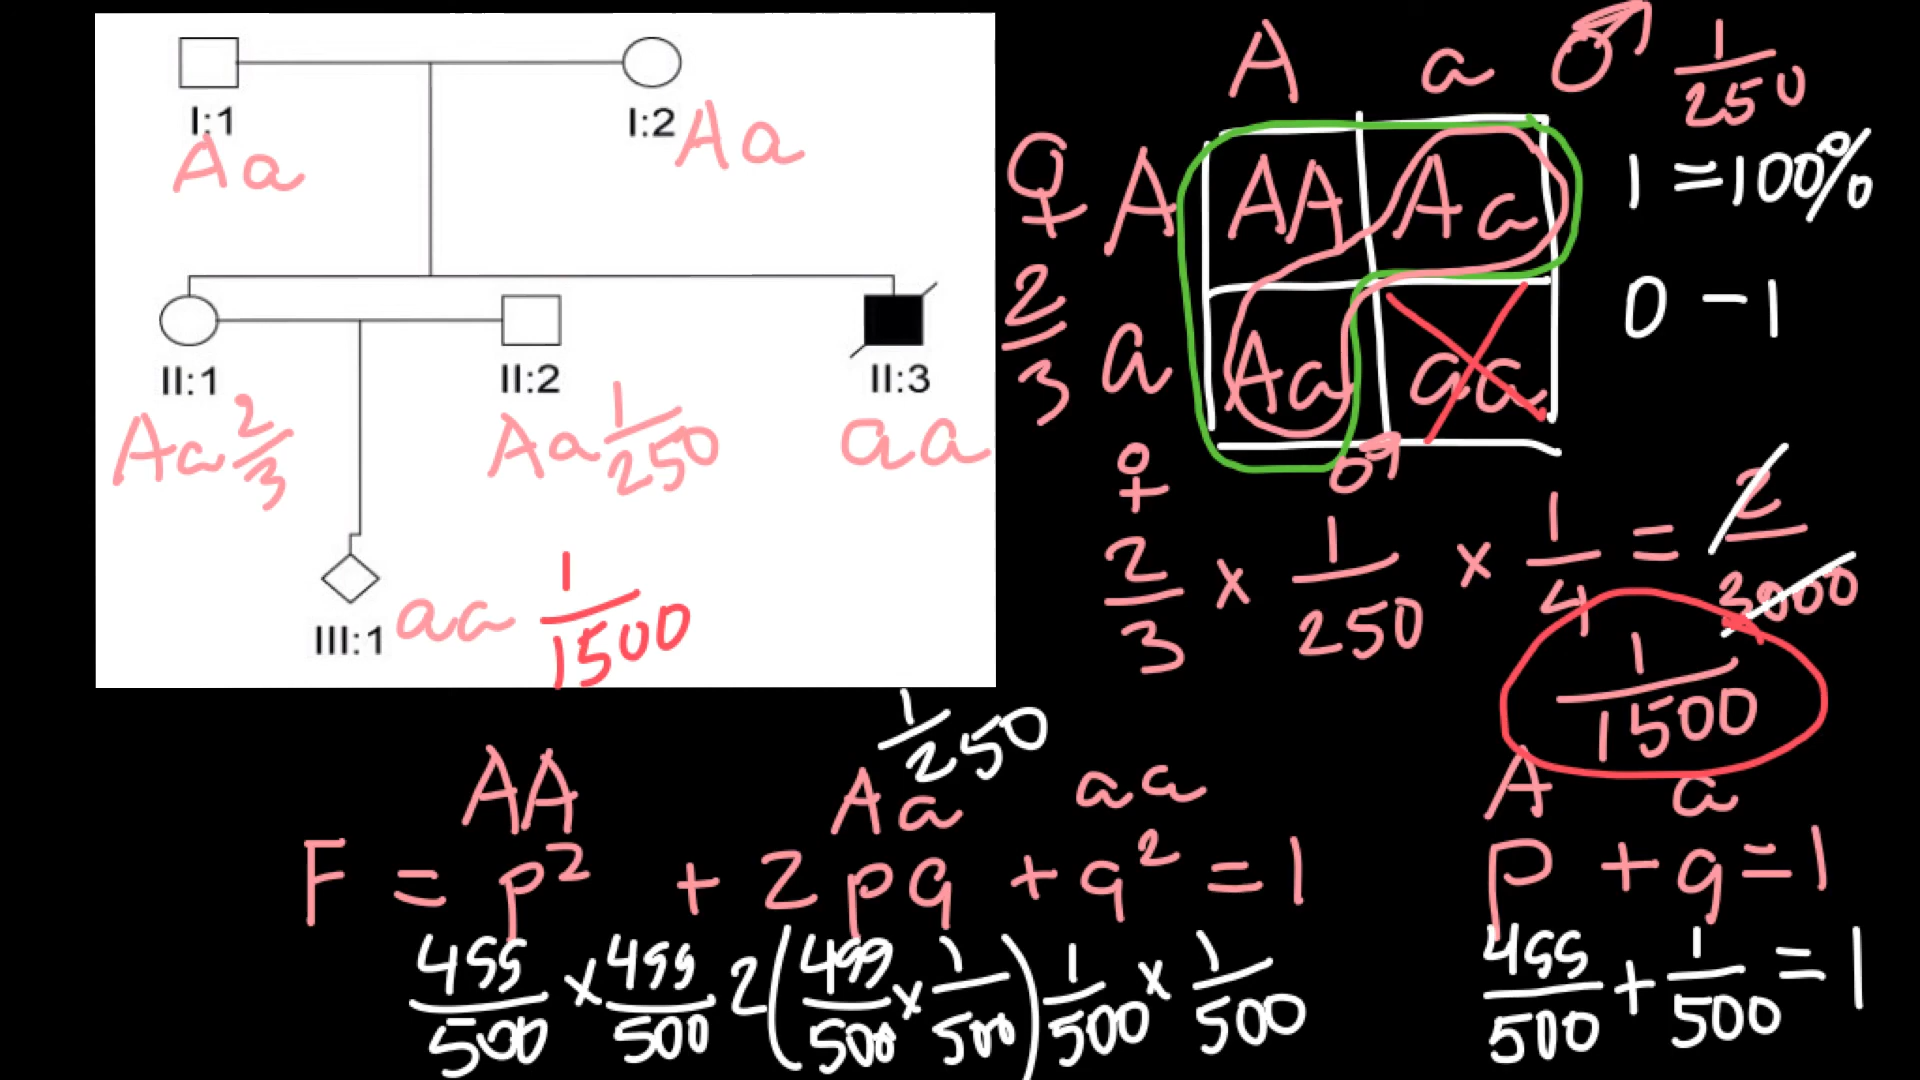 I:1
Aa
I:2
Aa
II:1
Aa 2/3
II:2
Aa 1/250
II:3
aa
III:1
aa 1/1500
A a ♂ 1/250
♀ 2/3
A AA Aa
a Aa aa
1 = 100%
0 - 1
♀ ♂
2/3 × 1/250 × 1/4 = 2/3000
1/1500
1/250
AA Aa aa
F = p² + 2pq + q² = 1
499/500 × 499/500 2(499/500 × 1/500) 1/500 × 1/500
A a
p + q = 1
499/500 + 1/500 = 1